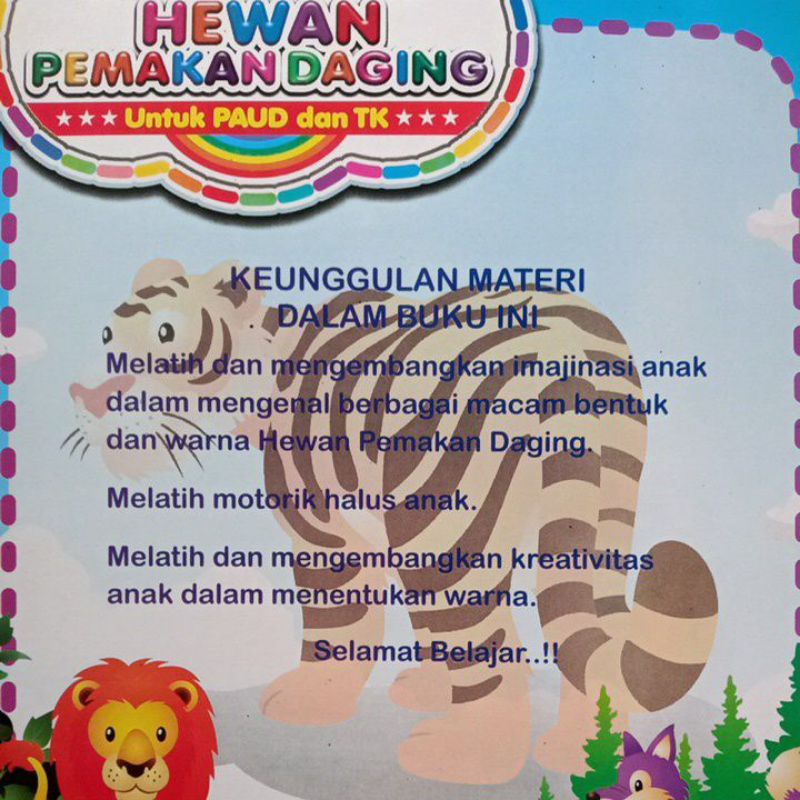 HEWAN
PEMAKAN DAGING
Untuk PAUD dan TK
KEUNGGULAN MATERI
DALAM BUKU INI
Melatih dan mengembangkan imajinasi anak
dalam mengenal berbagai macam bentuk
dan warna Hewan Pemakan Daging.
Melatih motorik halus anak.
Melatih dan mengembangkan kreativitas
anak dalam menentukan warna.
Selamat Belajar..!!